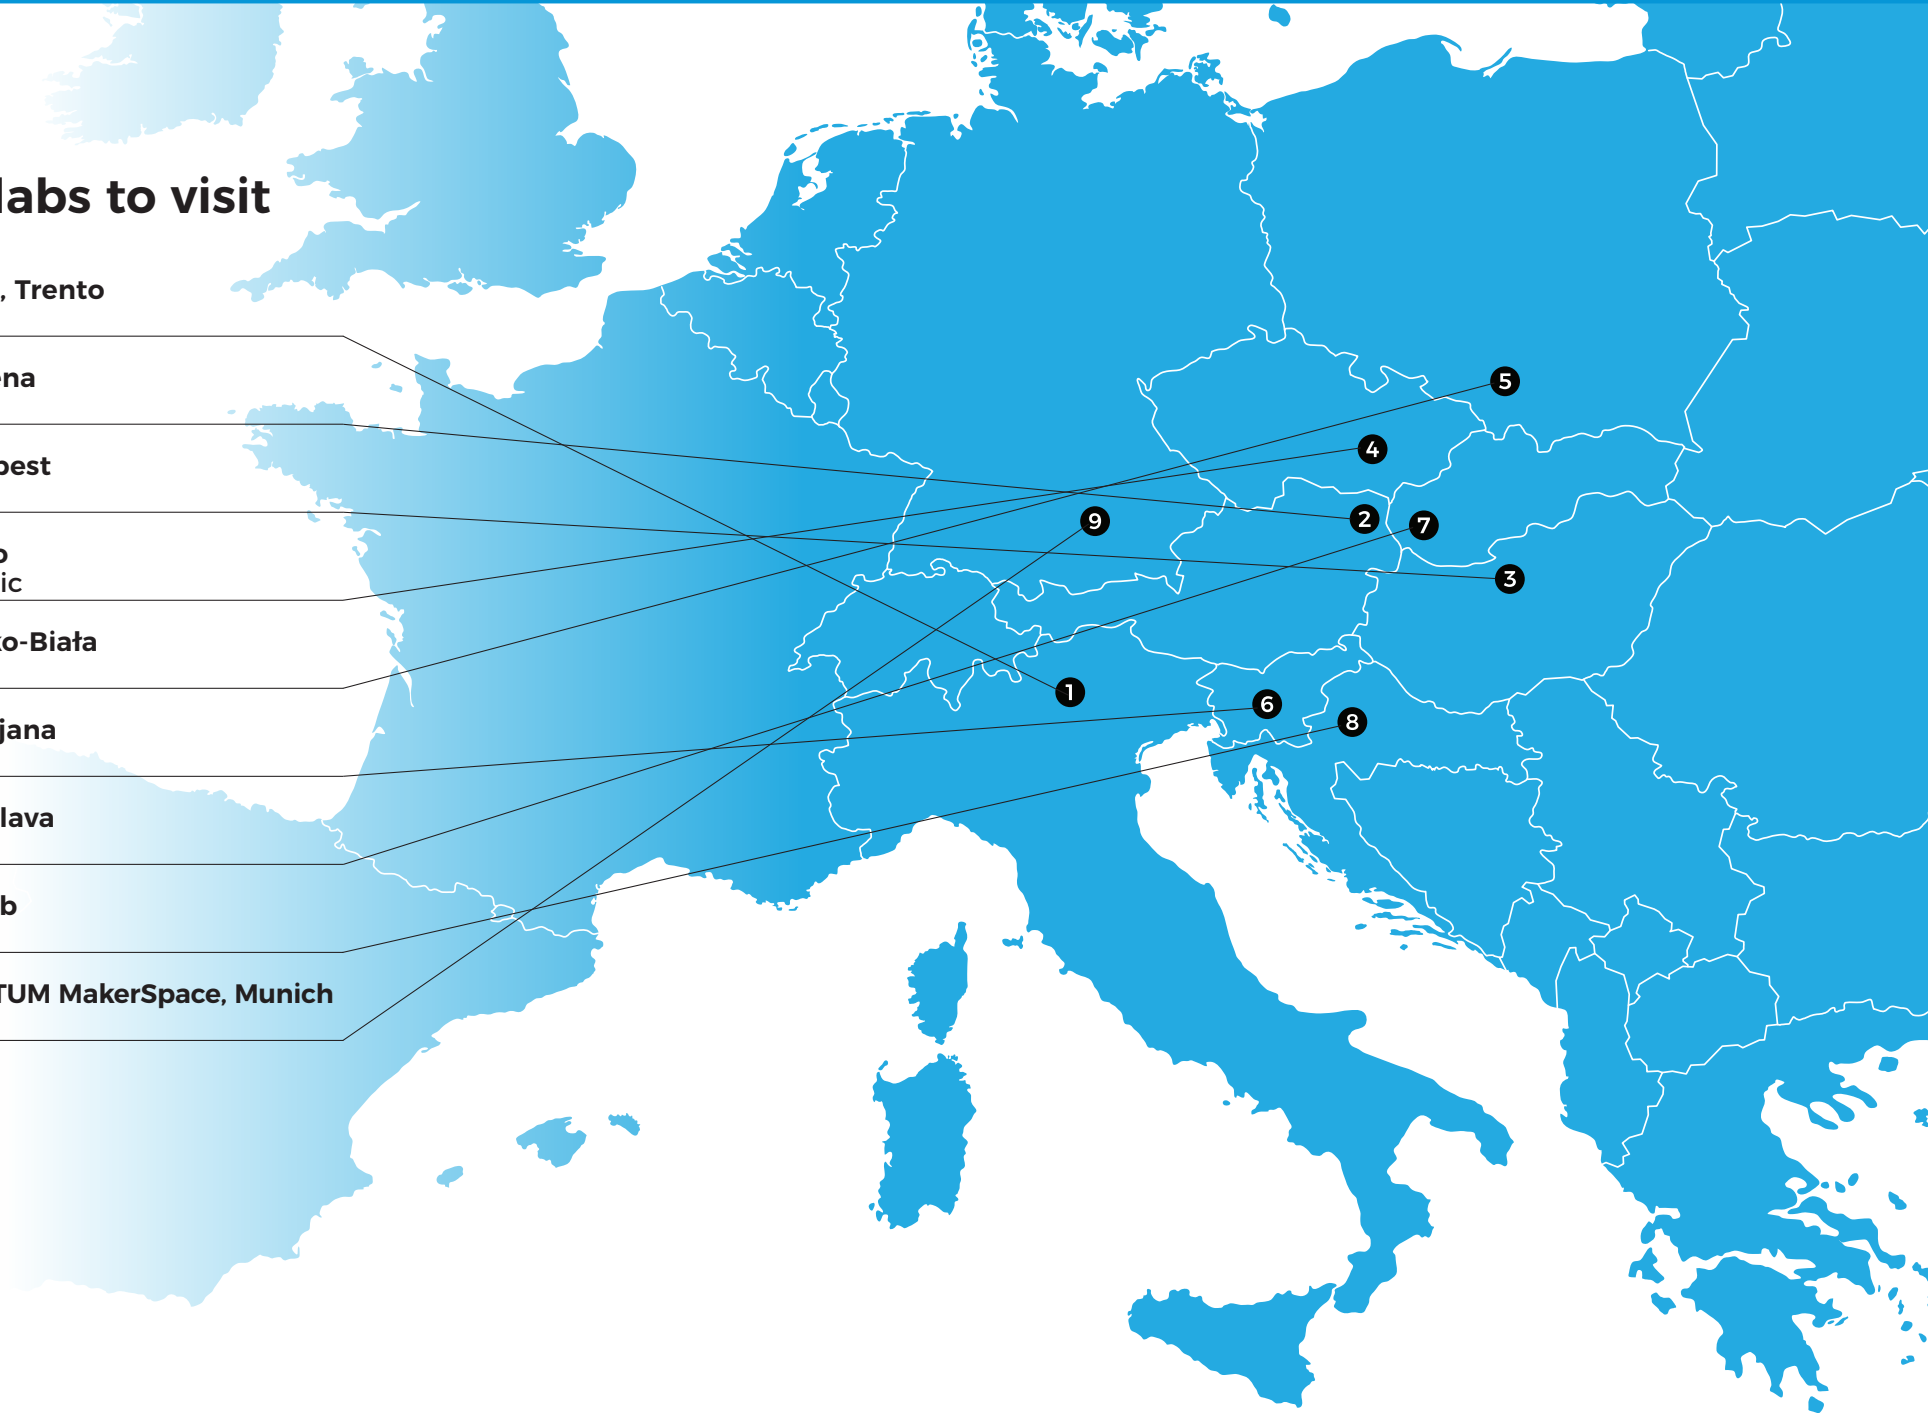 labs to visit
, Trento
ena
pest
o
ic
ko-Biała
jana
lava
b
TUM MakerSpace, Munich
5
4
9
2
7
3
1
6
8